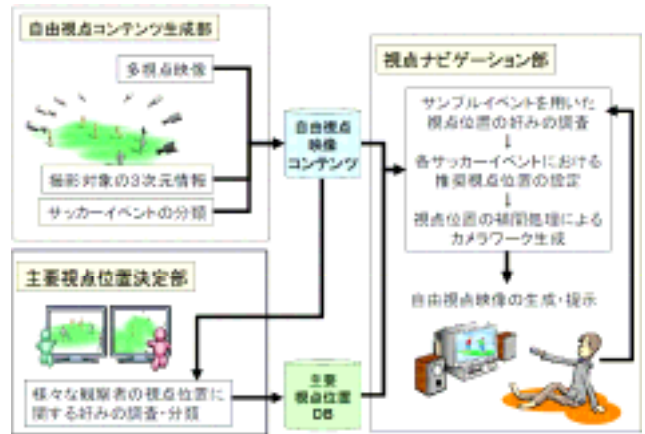 自由視点コンテンツ生成部
多視点映像
撮影対象の3次元情報
サッカーイベントの分類
自由視点
映像
コンテンツ
主要視点位置決定部
様々な観察者の視点位置に
関する好みの調査・分類
主要
視点位置
DB
視点ナビゲーション部
サンプルイベントを用いた
視点位置の好みの調査
↓
各サッカーイベントにおける
推奨視点位置の設定
↓
視点位置の補間処理による
カメラワーク生成
自由視点映像の生成・提示